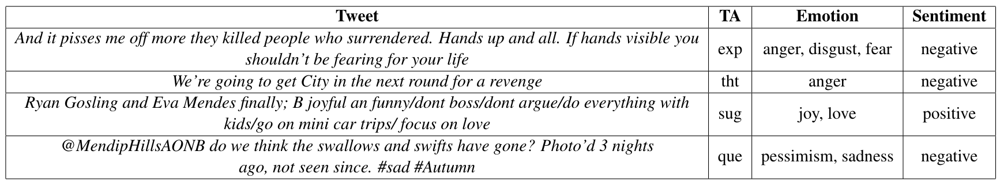 Tweet TA Emotion Sentiment
And it pisses me off more they killed people who surrendered. Hands up and all. If hands visible you
shouldn't be fearing for your life
exp anger, disgust, fear negative
We're going to get City in the next round for a revenge tht anger negative
Ryan Gosling and Eva Mendes finally; B joyful an funny/dont boss/dont argue/do everything with
kids/go on mini car trips/ focus on love
sug joy, love positive
@MendipHillsAONB do we think the swallows and swifts have gone? Photo'd 3 nights
ago, not seen since. #sad #Autumn
que pessimism, sadness negative